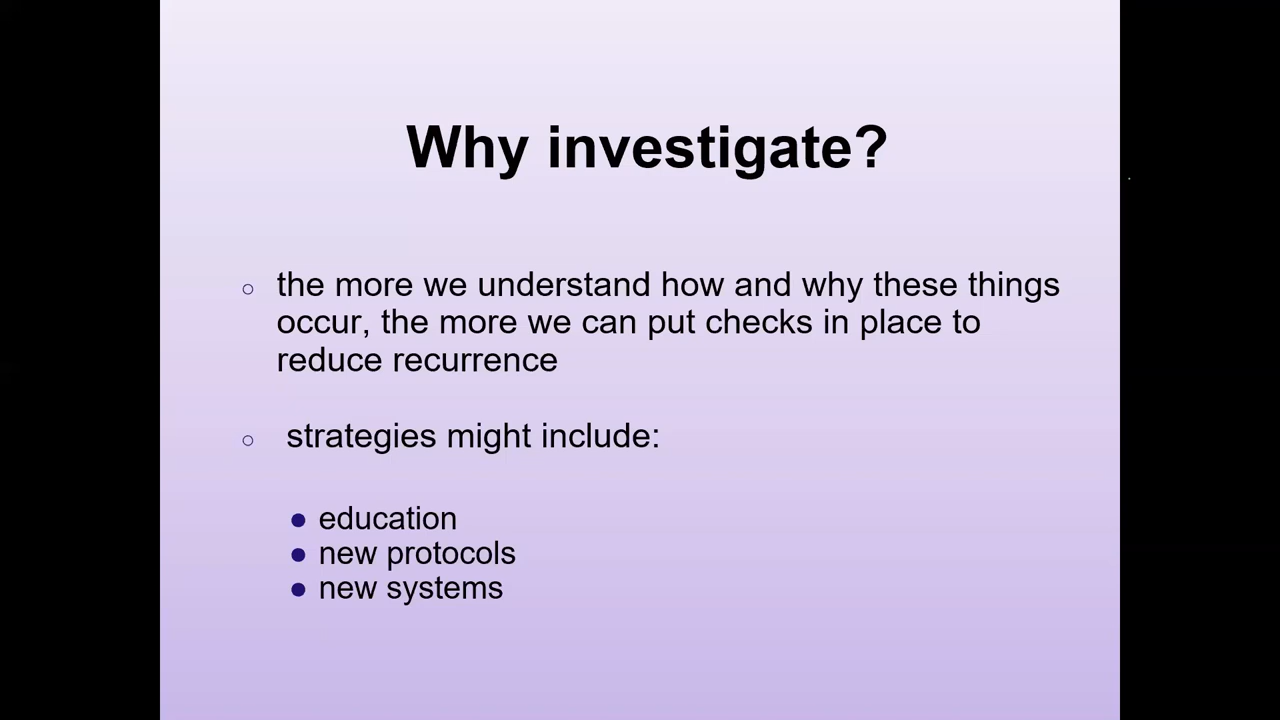 Why investigate?
the more we understand how and why these things
occur, the more we can put checks in place to
reduce recurrence
strategies might include:
education
new protocols
new systems